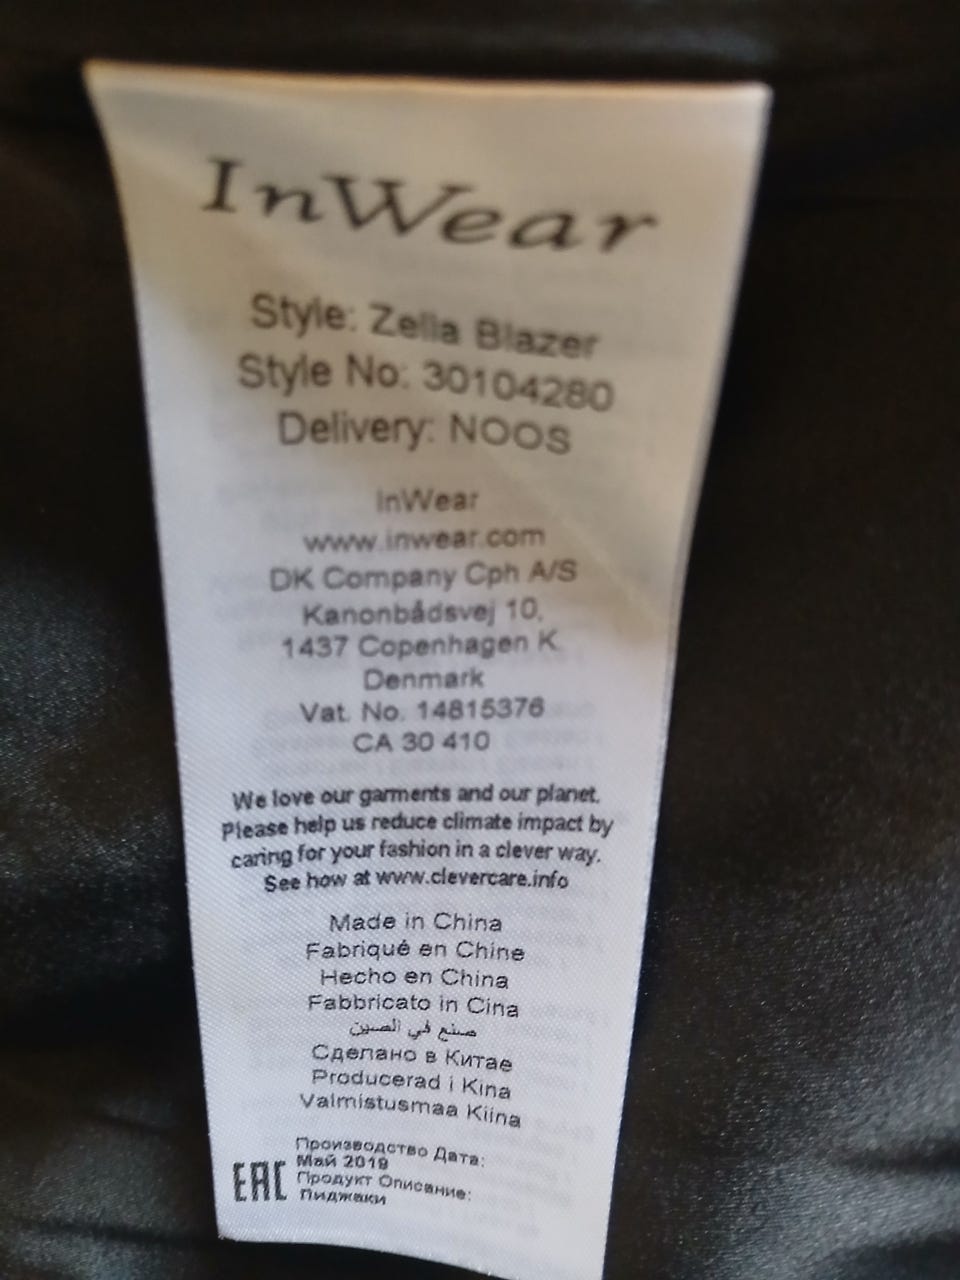 InWear
Style: Zella Blazer
Style No: 30104280
Delivery: NOOS
InWear
www.inwear.com
DK Company Cph A/S
Kanonbådsvej 10,
1437 Copenhagen K
Denmark
Vat. No. 14815376
CA 30 410
We love our garments and our planet.
Please help us reduce climate impact by
caring for your fashion in a clever way.
See how at www.clevercare.info
Made in China
Fabriqué en Chine
Hecho en China
Fabbricato in Cina
صنع في الصين
Сделано в Китае
Producerad i Kina
Valmistusmaa Kiina
Производство Дата:
Май 2019
EAC Продукт Описание:
Пиджаки